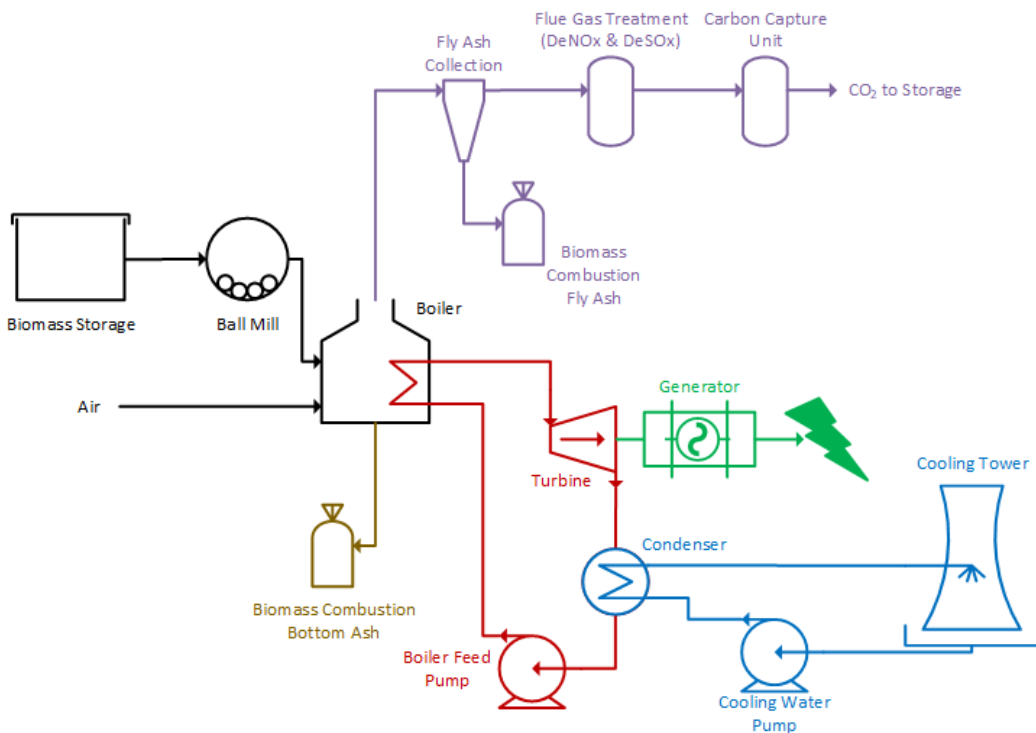 Flue Gas Treatment
(DeNOx & DeSOx)
Carbon Capture
Unit
Fly Ash
Collection
CO₂ to Storage
Biomass
Combustion
Fly Ash
Biomass Storage
Ball Mill
Boiler
Air
Generator
Turbine
Cooling Tower
Condenser
Biomass Combustion
Bottom Ash
Boiler Feed
Pump
Cooling Water
Pump